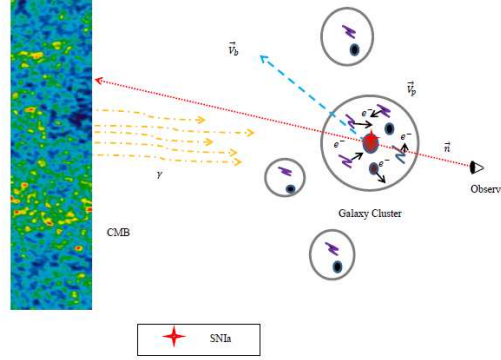 V_b
V_p
e⁻
e⁻
e⁻
e⁻
n
γ
Observ
Galaxy Cluster
CMB
SNIa